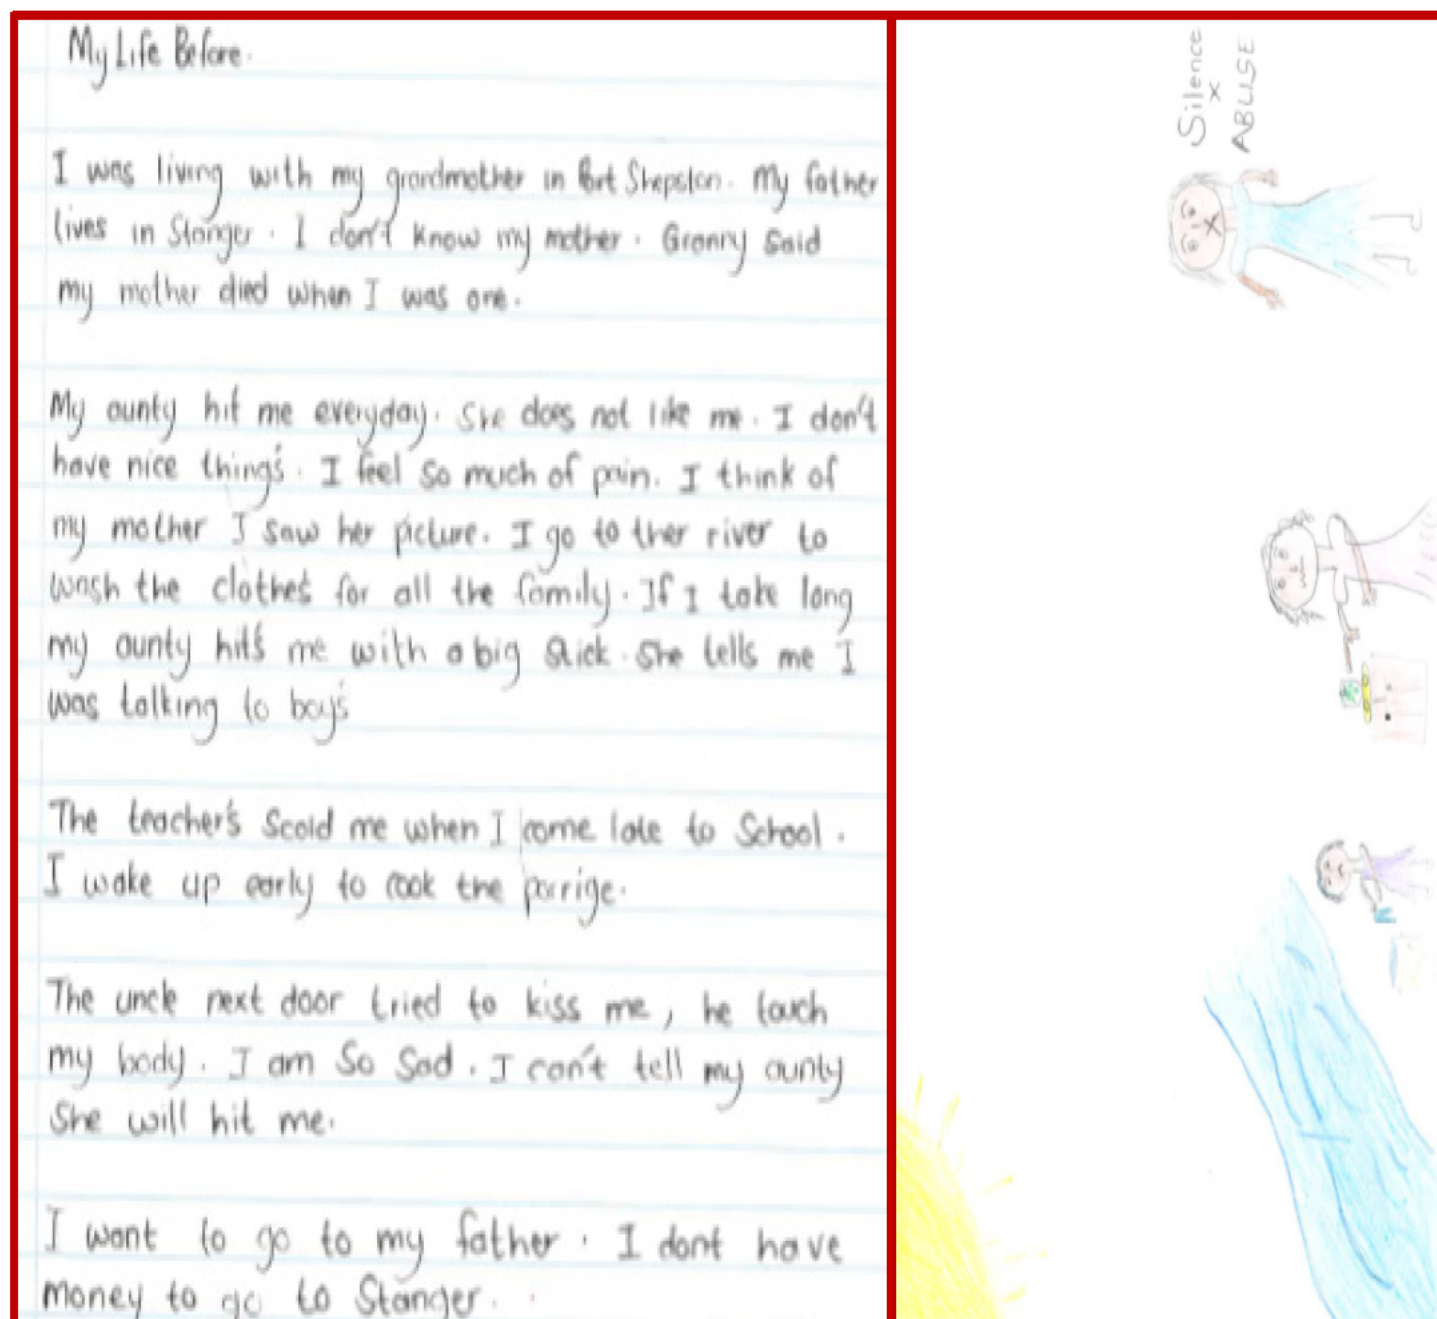 My Life Before.
I was living with my grandmother in Port Shepston. My father
lives in Stanger. I don't know my mother. Granny said
my mother died when I was one.
My aunty hit me everyday. She does not like me. I don't
have nice things. I feel so much of pain. I think of
my mother I saw her picture. I go to ther river to
wash the clothes for all the family. If I take long
my aunty hits me with a big stick. She tells me I
was talking to boys
The teacher's scold me when I come late to School.
I wake up early to cook the porrige.
The uncle next door tried to kiss me, he touch
my body. I am so sad. I can't tell my aunty
She will hit me.
I want to go to my father. I dont have
money to go to Stanger.
Silence
x
ABUSE